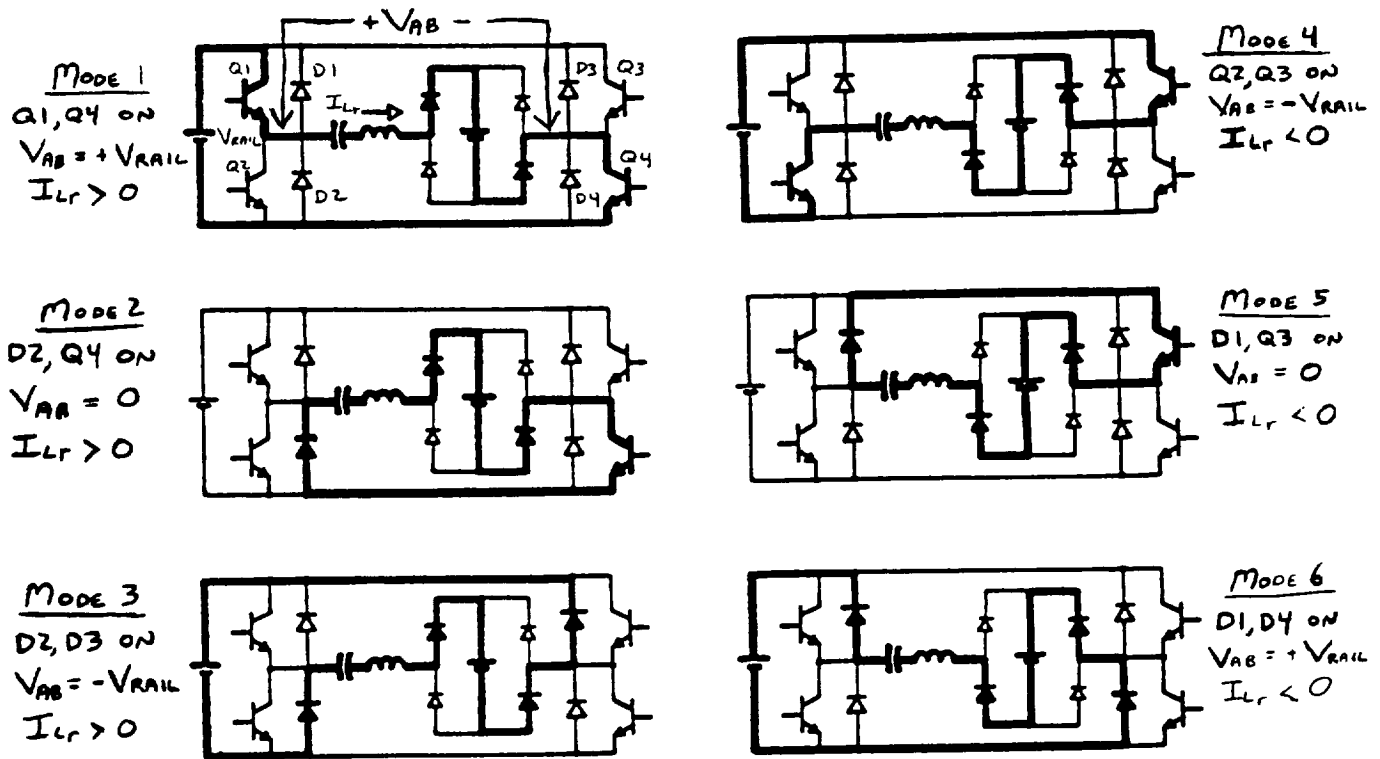 + VAB -
Mode 1
Q1, Q4 ON
VAB = + VRAIL
ILr > 0
Q1
D1
D3
Q3
ILr
VRAIL
Q2
D2
D4
Q4
Mode 4
Q2, Q3 ON
VAB = - VRAIL
ILr < 0
Mode 2
D2, Q4 ON
VAB = 0
ILr > 0
Mode 5
D1, Q3 ON
VAB = 0
ILr < 0
Mode 3
D2, D3 ON
VAB = - VRAIL
ILr > 0
Mode 6
D1, D4 ON
VAB = + VRAIL
ILr < 0